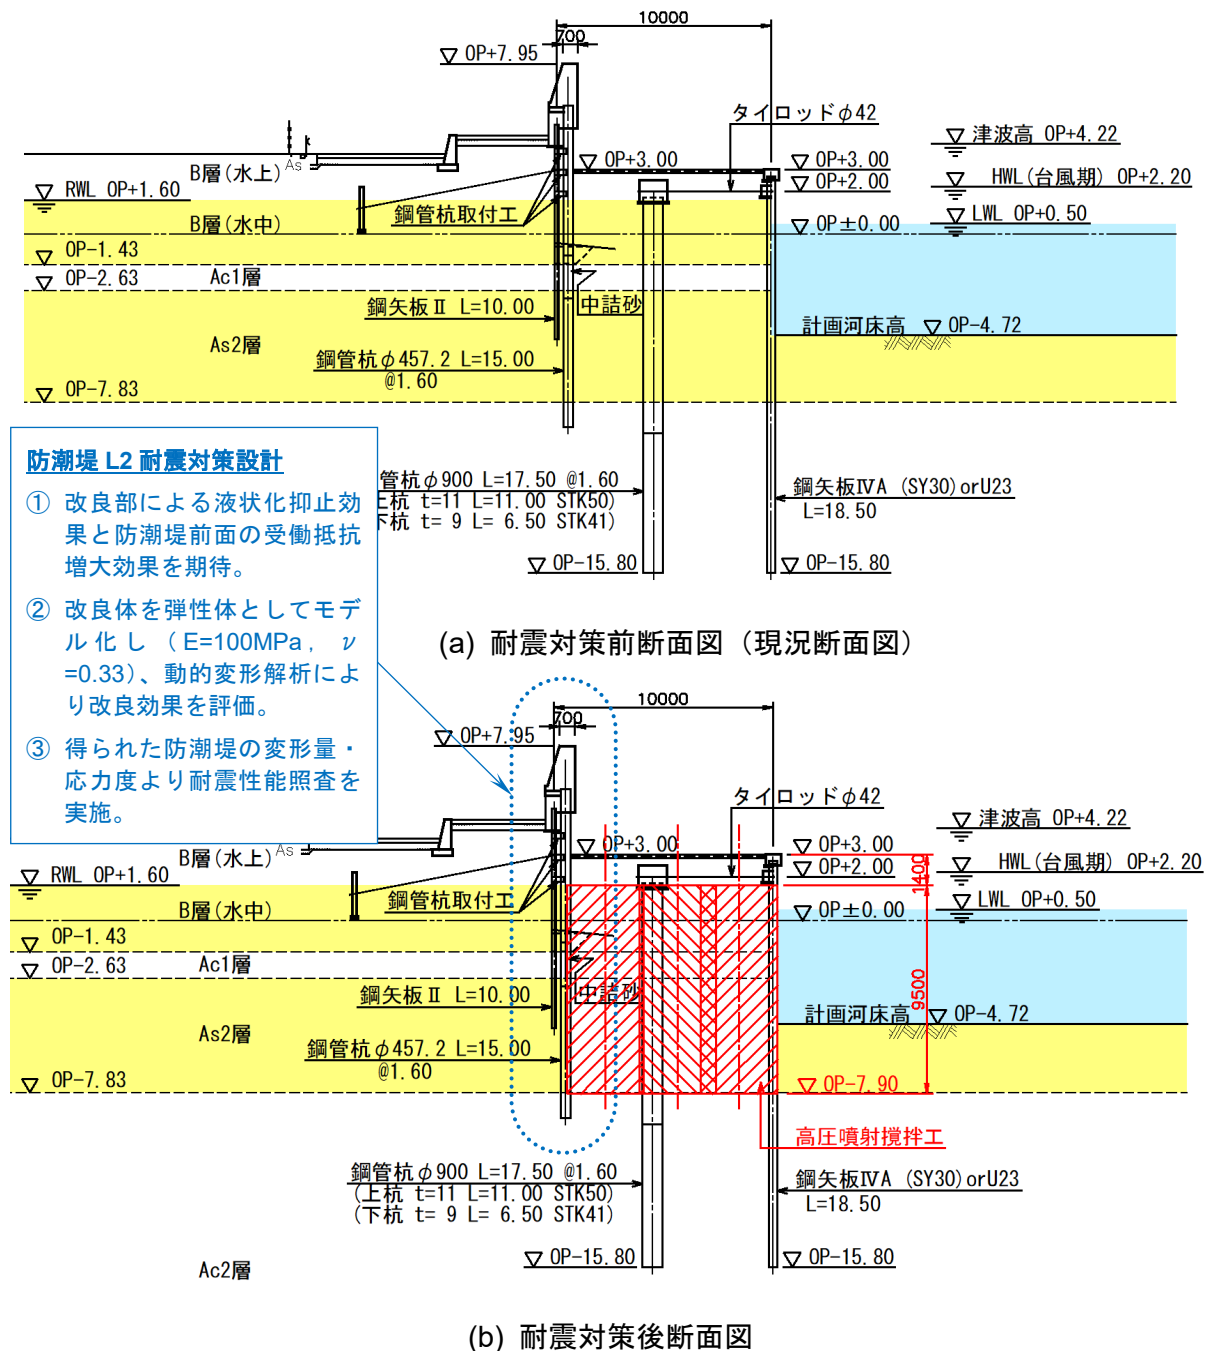 10000
700
OP+7.95
タイロッドφ42
津波高 OP+4.22
OP+3.00
OP+3.00
B層(水上)
As
RWL OP+1.60
OP+2.00
HWL(台風期) OP+2.20
鋼管杭取付工
LWL OP+0.50
B層(水中)
OP±0.00
OP-1.43
OP-2.63
Ac1層
鋼矢板Ⅱ L=10.00
中詰砂
計画河床高 OP-4.72
As2層
鋼管杭φ457.2 L=15.00
@1.60
OP-7.83
管杭φ900 L=17.50 @1.60
上杭 t=11 L=11.00 STK50)
下杭 t= 9 L= 6.50 STK41)
鋼矢板ⅣA (SY30)orU23
L=18.50
OP-15.80
OP-15.80
防潮堤 L2 耐震対策設計
① 改良部による液状化抑止効
果と防潮堤前面の受働抵抗
増大効果を期待。
② 改良体を弾性体としてモデ
ル化し（E=100MPa, ν
=0.33）、動的変形解析によ
り改良効果を評価。
③ 得られた防潮堤の変形量・
応力度より耐震性能照査を
実施。
(a) 耐震対策前断面図（現況断面図）
10000
700
OP+7.95
タイロッドφ42
津波高 OP+4.22
OP+3.00
OP+3.00
B層(水上)
As
RWL OP+1.60
OP+2.00
1400
HWL(台風期) OP+2.20
鋼管杭取付工
LWL OP+0.50
B層(水中)
OP±0.00
OP-1.43
OP-2.63
Ac1層
鋼矢板Ⅱ L=10.00
中詰砂
9500
計画河床高 OP-4.72
As2層
鋼管杭φ457.2 L=15.00
@1.60
OP-7.83
OP-7.90
高圧噴射撹拌工
鋼管杭φ900 L=17.50 @1.60
(上杭 t=11 L=11.00 STK50)
(下杭 t= 9 L= 6.50 STK41)
鋼矢板ⅣA (SY30)orU23
L=18.50
OP-15.80
OP-15.80
Ac2層
(b) 耐震対策後断面図